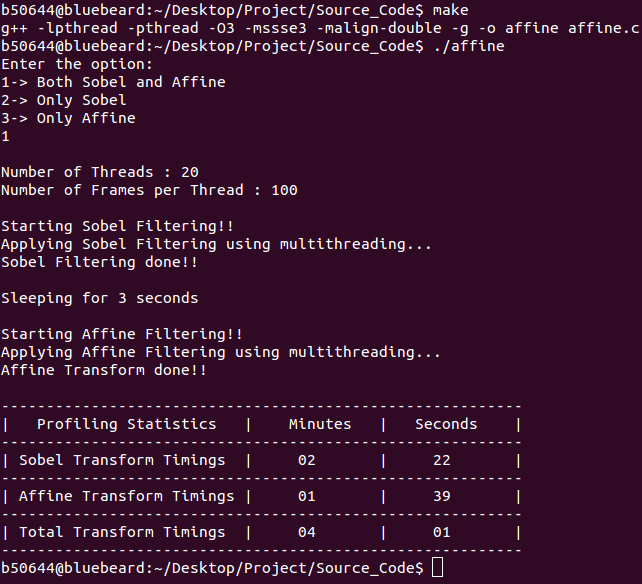 b50644@bluebeard:~/Desktop/Project/Source_Code$ make
g++ -lpthread -pthread -O3 -mssse3 -malign-double -g -o affine affine.c
b50644@bluebeard:~/Desktop/Project/Source_Code$ ./affine
Enter the option:
1-> Both Sobel and Affine
2-> Only Sobel
3-> Only Affine
1
Number of Threads : 20
Number of Frames per Thread : 100
Starting Sobel Filtering!!
Applying Sobel Filtering using multithreading...
Sobel Filtering done!!
Sleeping for 3 seconds
Starting Affine Filtering!!
Applying Affine Filtering using multithreading...
Affine Transform done!!
----------------------------------------------------------
|   Profiling Statistics   |    Minutes   |   Seconds    |
----------------------------------------------------------
| Sobel Transform Timings  |     02       |     22       |
----------------------------------------------------------
| Affine Transform Timings |     01       |     39       |
----------------------------------------------------------
| Total Transform Timings  |     04       |     01       |
----------------------------------------------------------
b50644@bluebeard:~/Desktop/Project/Source_Code$